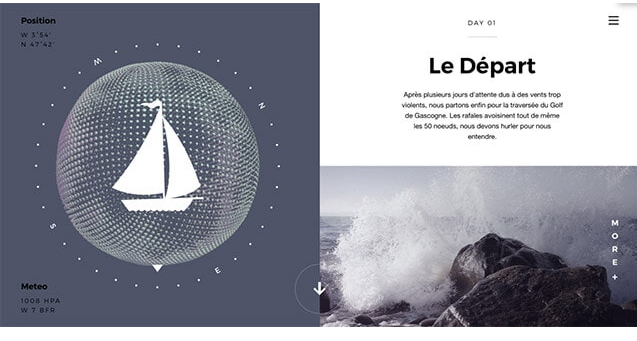 Position
W 3˚54'
N 47˚42'
W
N
S
E
Meteo
1008 HPA
W 7 BFR
DAY 01
Le Départ
Après plusieurs jours d'attente dus à des vents trop
violents, nous partons enfin pour la traversée du Golf
de Gascogne. Les rafales avoisinent tout de même
les 50 noeuds, nous devons hurler pour nous
entendre.
MORE+